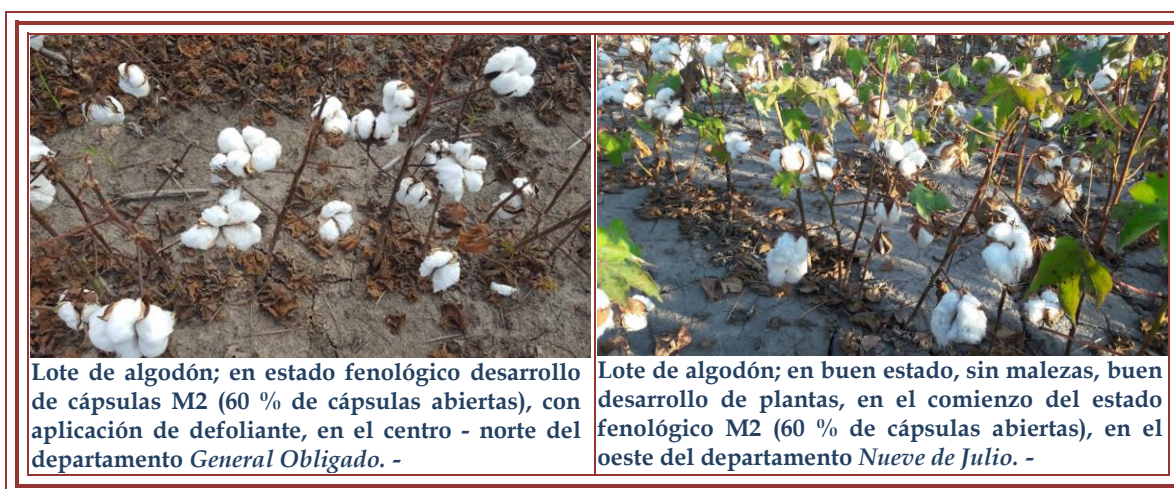 Lote de algodón; en estado fenológico desarrollo
de cápsulas M2 (60 % de cápsulas abiertas), con
aplicación de defoliante, en el centro - norte del
departamento General Obligado. -
Lote de algodón; en buen estado, sin malezas, buen
desarrollo de plantas, en el comienzo del estado
fenológico M2 (60 % de cápsulas abiertas), en el
oeste del departamento Nueve de Julio. -